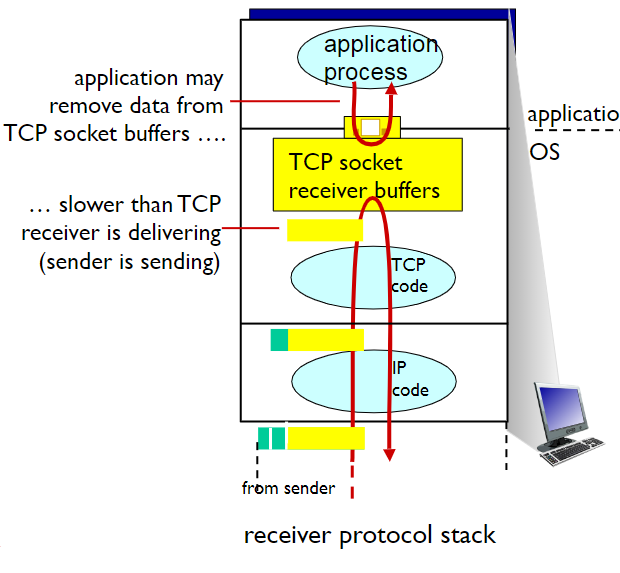 application
process
application may
remove data from
TCP socket buffers ….
applicatio
OS
TCP socket
receiver buffers
… slower than TCP
receiver is delivering
(sender is sending)
TCP
code
IP
code
from sender
receiver protocol stack